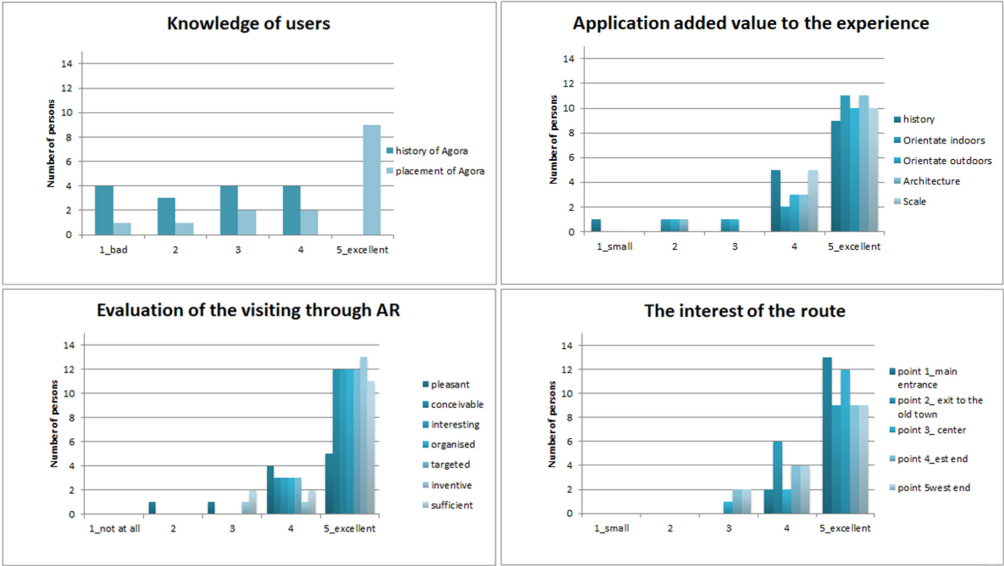 Knowledge of users
Number of persons
14
12
10
8
6
4
2
0
1_bad 2 3 4 5_excellent
history of Agora
placement of Agora
Application added value to the experience
Number of persons
14
12
10
8
6
4
2
0
1_small 2 3 4 5_excellent
history
Orientate indoors
Orientate outdoors
Architecture
Scale
Evaluation of the visiting through AR
Number of persons
14
12
10
8
6
4
2
0
1_not at all 2 3 4 5_excellent
pleasant
conceivable
interesting
organised
targeted
inventive
sufficient
The interest of the route
Number of persons
14
12
10
8
6
4
2
0
1_small 2 3 4 5_excellent
point 1_main
entrance
point 2_ exit to the
old town
point 3_ center
point 4_est end
point 5west end